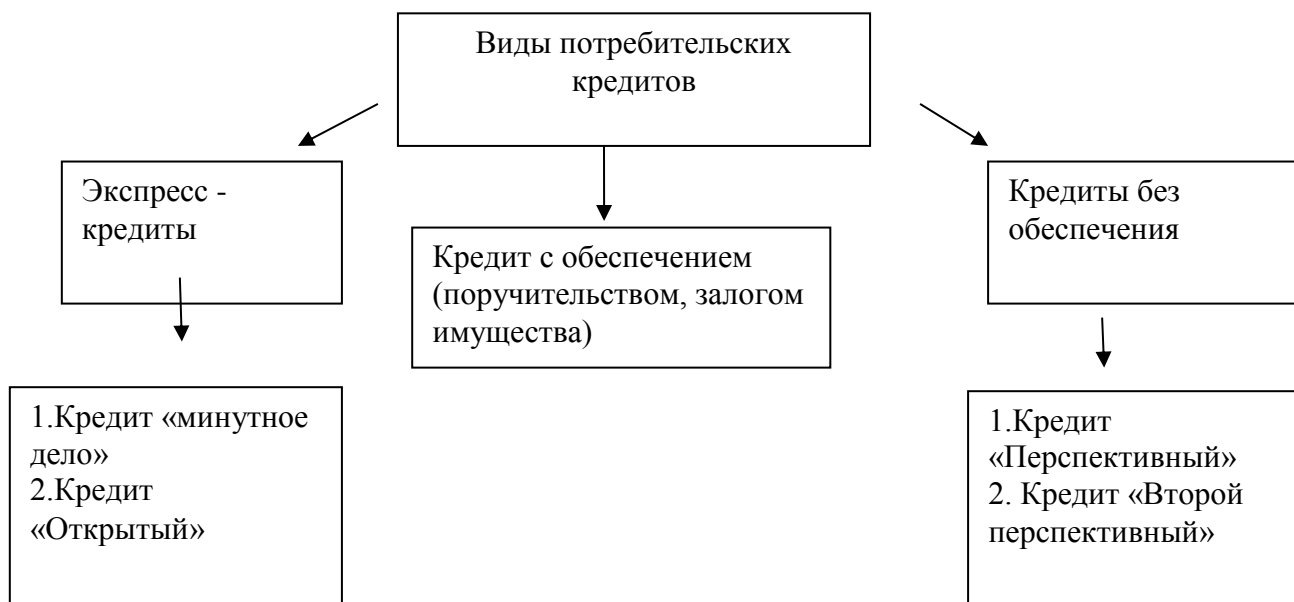 Виды потребительских
кредитов
Экспресс -
кредиты
Кредит с обеспечением
(поручительством, залогом
имущества)
Кредиты без
обеспечения
1.Кредит «минутное
дело»
2.Кредит
«Открытый»
1.Кредит
«Перспективный»
2. Кредит «Второй
перспективный»